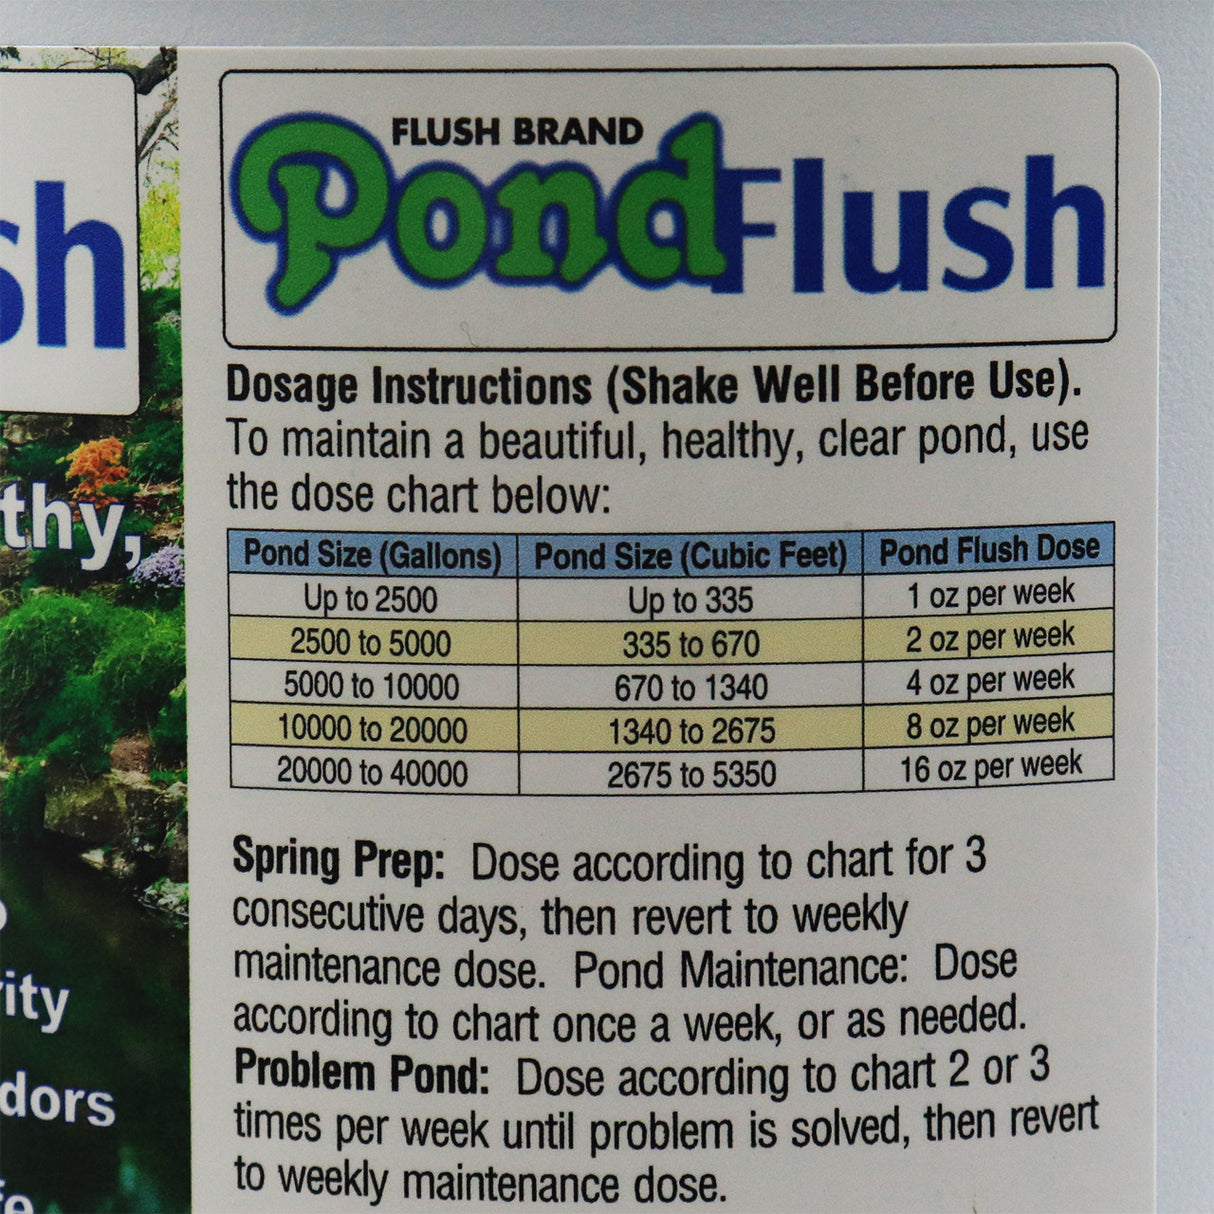 sh
thy,
rity
dors
fe
FLUSH BRAND
PondFlush
Dosage Instructions (Shake Well Before Use).
To maintain a beautiful, healthy, clear pond, use
the dose chart below:
Pond Size (Gallons) Pond Size (Cubic Feet) Pond Flush Dose
Up to 2500 Up to 335 1 oz per week
2500 to 5000 335 to 670 2 oz per week
5000 to 10000 670 to 1340 4 oz per week
10000 to 20000 1340 to 2675 8 oz per week
20000 to 40000 2675 to 5350 16 oz per week
Spring Prep: Dose according to chart for 3
consecutive days, then revert to weekly
maintenance dose. Pond Maintenance: Dose
according to chart once a week, or as needed.
Problem Pond: Dose according to chart 2 or 3
times per week until problem is solved, then revert
to weekly maintenance dose.